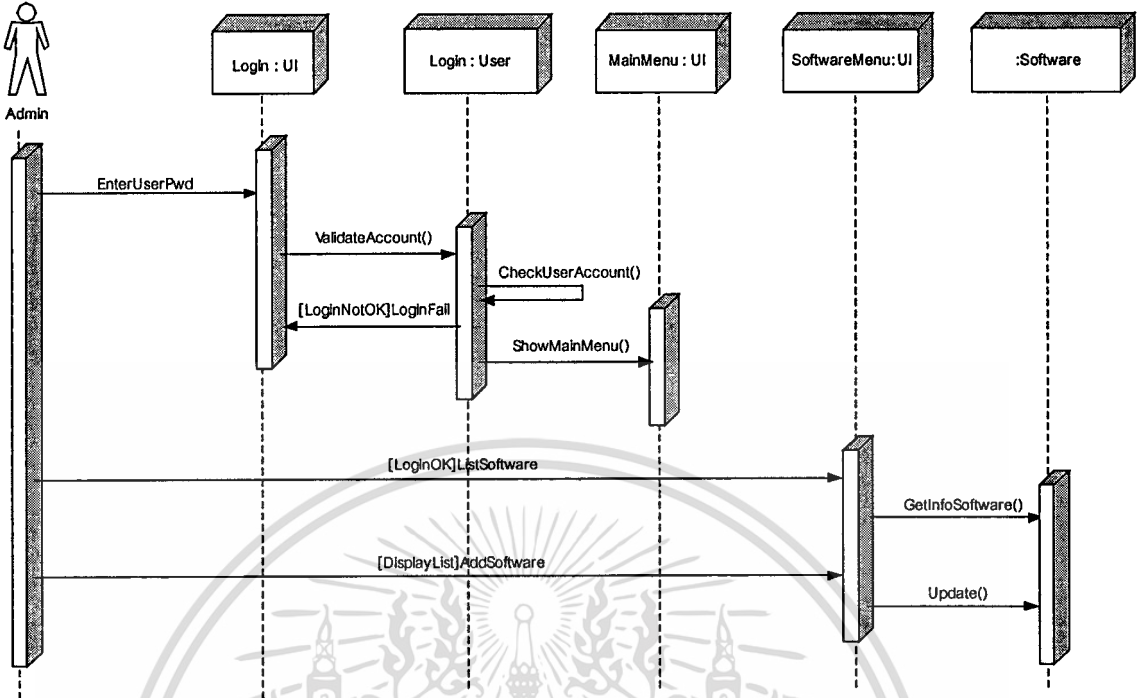 Admin
Login : UI
Login : User
MainMenu : UI
SoftwareMenu:UI
:Software
EnterUserPwd
ValidateAccount()
CheckUserAccount()
[LoginNotOK]LoginFail
ShowMainMenu()
[LoginOK]ListSoftware
GetInfoSoftware()
[DisplayList]AddSoftware
Update()